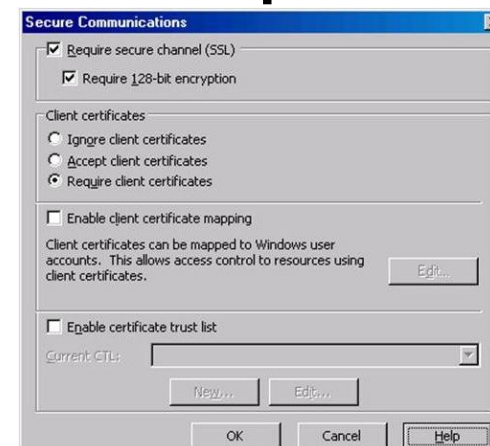 Secure Communications
Require secure channel (SSL)
Require 128-bit encryption
Client certificates
Ignore client certificates
Accept client certificates
Require client certificates
Enable client certificate mapping
Client certificates can be mapped to Windows user
accounts. This allows access control to resources using
client certificates.
Edit...
Enable certificate trust list
Current CTL:
New...
Edit...
OK
Cancel
Help